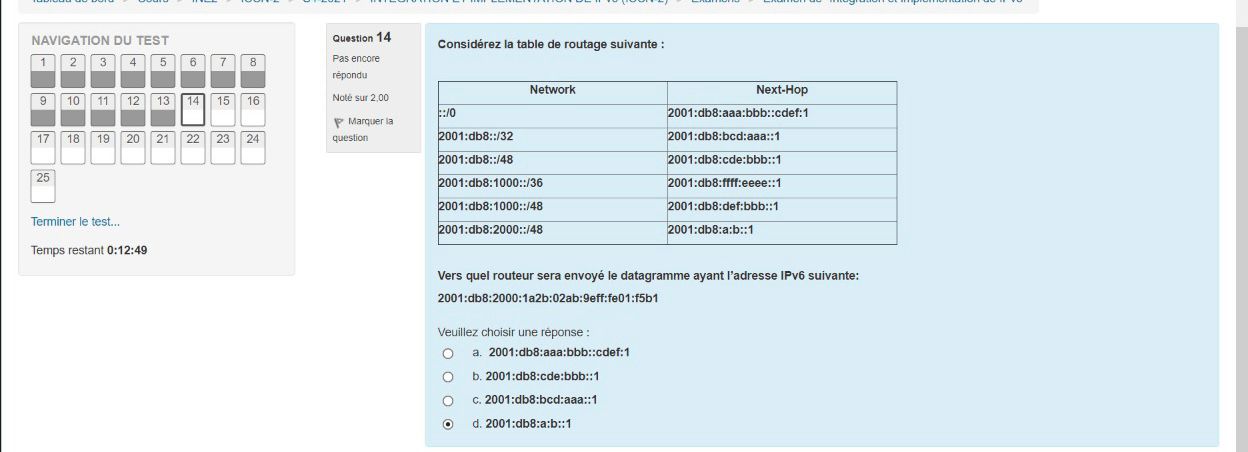 NAVIGATION DU TEST
1 2 3 4 5 6 7 8
9 10 11 12 13 14 15 16
17 18 19 20 21 22 23 24
25
Terminer le test...
Temps restant 0:12:49
Question 14
Pas encore
répondu
Noté sur 2,00
Marquer la
question
Considérez la table de routage suivante :
Network Next-Hop
::/0 2001:db8:aaa:bbb::cdef:1
2001:db8::/32 2001:db8:bcd:aaa::1
2001:db8::/48 2001:db8:cde:bbb::1
2001:db8:1000::/36 2001:db8:ffff:eeee::1
2001:db8:1000::/48 2001:db8:def:bbb::1
2001:db8:2000::/48 2001:db8:a:b::1
Vers quel routeur sera envoyé le datagramme ayant l'adresse IPv6 suivante:
2001:db8:2000:1a2b:02ab:9eff:fe01:f5b1
Veuillez choisir une réponse :
a. 2001:db8:aaa:bbb::cdef:1
b. 2001:db8:cde:bbb::1
c. 2001:db8:bcd:aaa::1
d. 2001:db8:a:b::1